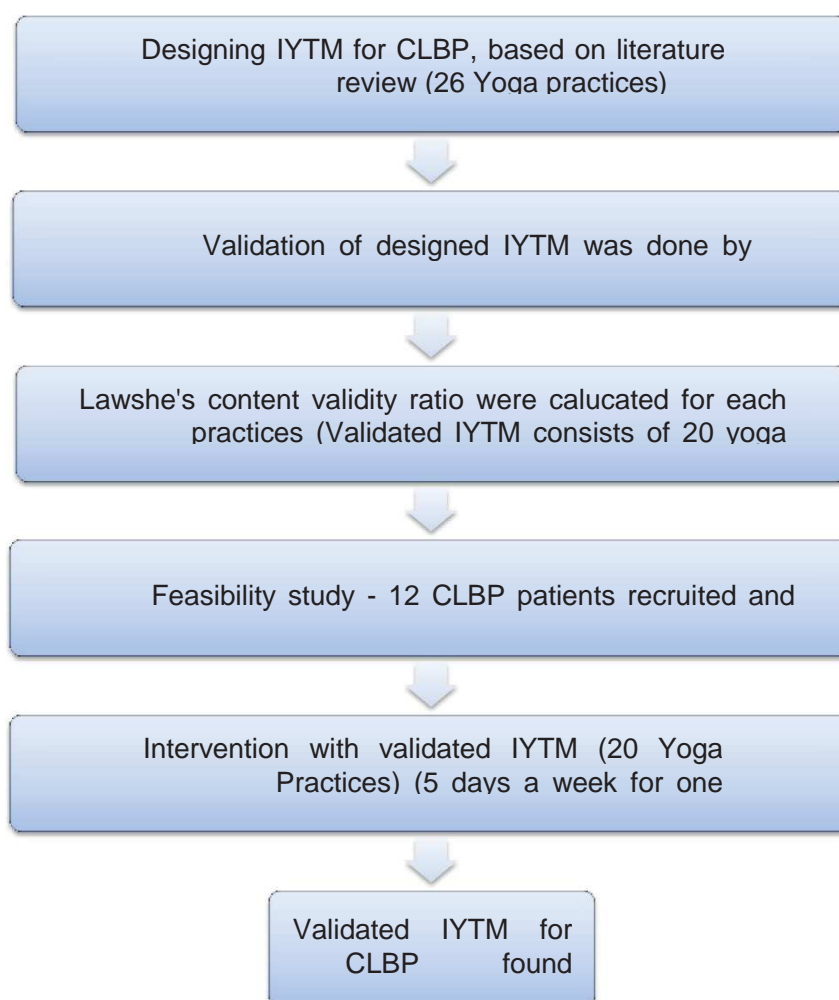 Designing IYTM for CLBP, based on literature
review (26 Yoga practices)
Validation of designed IYTM was done by
Lawshe's content validity ratio were calucated for each
practices (Validated IYTM consists of 20 yoga
Feasibility study - 12 CLBP patients recruited and
Intervention with validated IYTM (20 Yoga
Practices) (5 days a week for one
Validated IYTM for
CLBP found